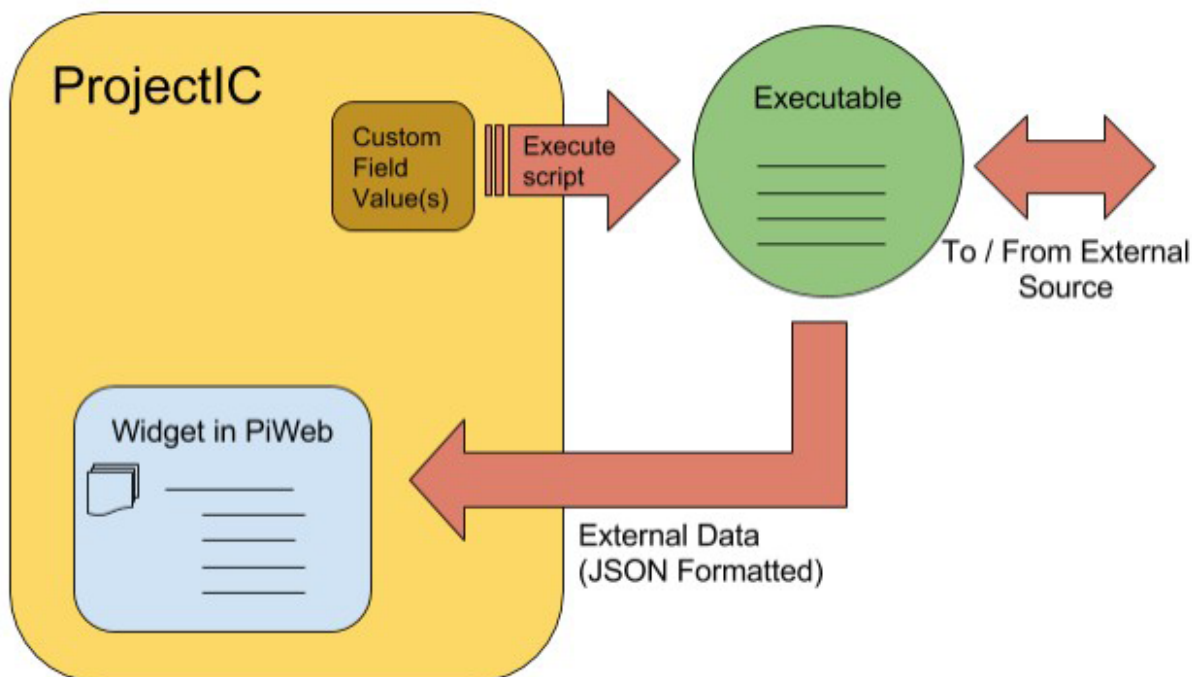 ProjectIC
Custom
Field
Value(s)
Execute
script
Executable
To / From External
Source
Widget in PiWeb
External Data
(JSON Formatted)